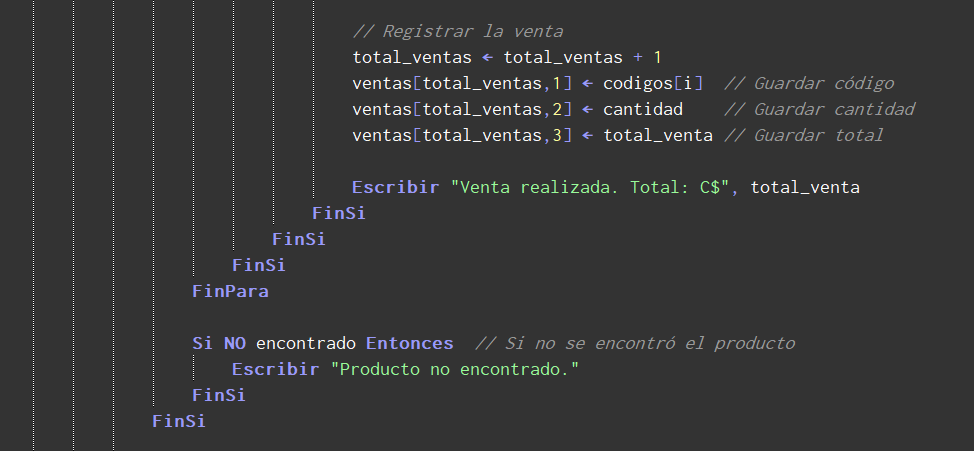 // Registrar la venta
total_ventas ← total_ventas + 1
ventas[total_ventas,1] ← codigos[i]  // Guardar código
ventas[total_ventas,2] ← cantidad    // Guardar cantidad
ventas[total_ventas,3] ← total_venta // Guardar total
Escribir "Venta realizada. Total: C$", total_venta
FinSi
FinSi
FinSi
FinPara
Si NO encontrado Entonces  // Si no se encontró el producto
Escribir "Producto no encontrado."
FinSi
FinSi